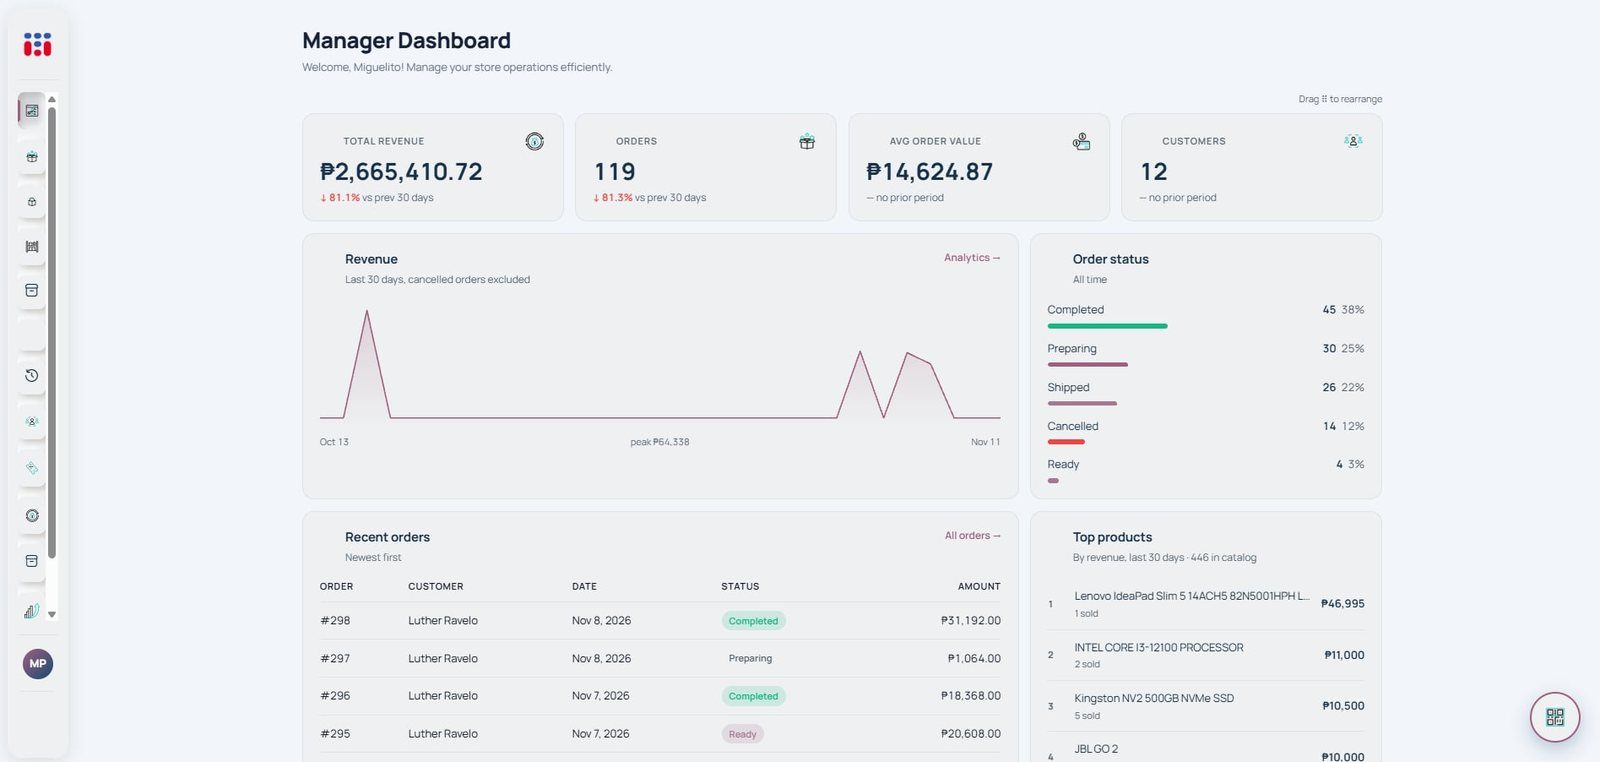 Manager Dashboard
Welcome, Miguelito! Manage your store operations efficiently.
Drag ⠿ to rearrange
TOTAL REVENUE
₱2,665,410.72
↓ 81.1% vs prev 30 days
ORDERS
119
↓ 81.3% vs prev 30 days
AVG ORDER VALUE
₱14,624.87
— no prior period
CUSTOMERS
12
— no prior period
Revenue
Analytics →
Last 30 days, cancelled orders excluded
Oct 13
peak ₱64,338
Nov 11
Order status
All time
Completed 45 38%
Preparing 30 25%
Shipped 26 22%
Cancelled 14 12%
Ready 4 3%
Recent orders
All orders →
Newest first
ORDER CUSTOMER DATE STATUS AMOUNT
#298 Luther Ravelo Nov 8, 2026 Completed ₱31,192.00
#297 Luther Ravelo Nov 8, 2026 Preparing ₱1,064.00
#296 Luther Ravelo Nov 7, 2026 Completed ₱18,368.00
#295 Luther Ravelo Nov 7, 2026 Ready ₱20,608.00
Top products
By revenue, last 30 days · 446 in catalog
1 Lenovo IdeaPad Slim 5 14ACH5 82N5001HPH L... ₱46,995
1 sold
2 INTEL CORE I3-12100 PROCESSOR ₱11,000
2 sold
3 Kingston NV2 500GB NVMe SSD ₱10,500
5 sold
4 JBL GO 2 ₱10,000
MP